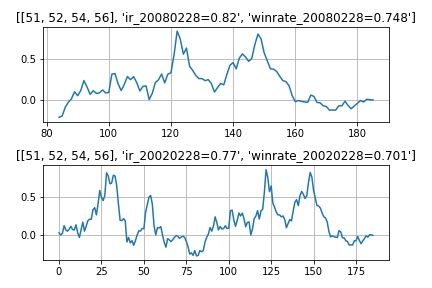 [[51, 52, 54, 56], 'ir_20080228=0.82', 'winrate_20080228=0.748']
0.5
0.0
80 100 120 140 160 180
[[51, 52, 54, 56], 'ir_20020228=0.77', 'winrate_20020228=0.701']
0.5
0.0
0 25 50 75 100 125 150 175